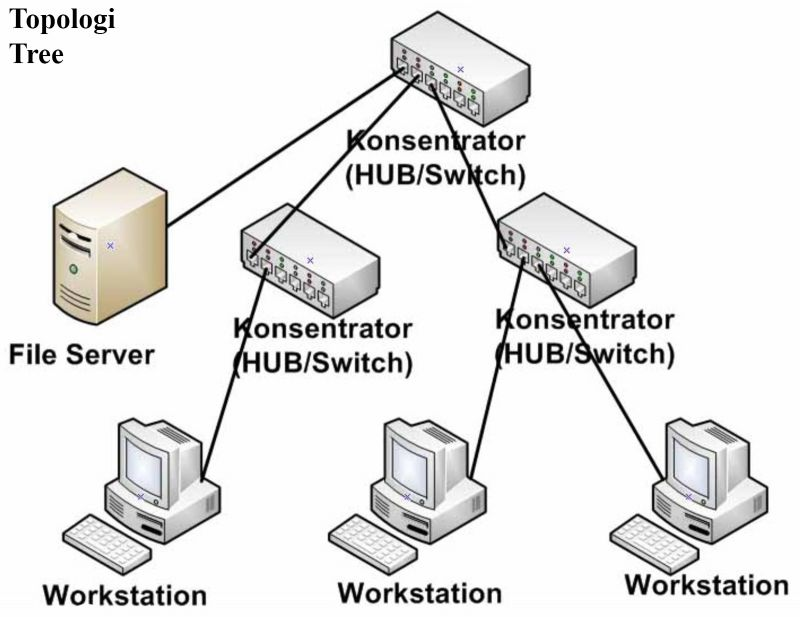 Topologi
Tree
Konsentrator
(HUB/Switch)
File Server
Konsentrator
(HUB/Switch)
Konsentrator
(HUB/Switch)
Workstation
Workstation
Workstation